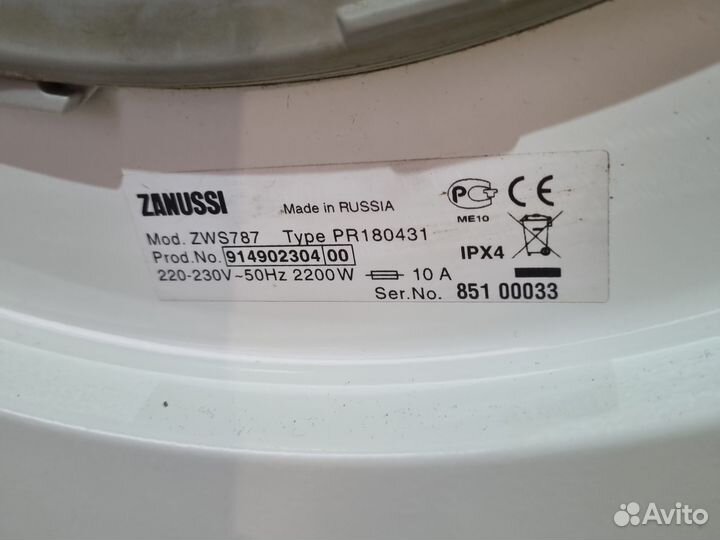 ZANUSSI Made in RUSSIA
Mod. ZWS787 Type PR180431
Prod.No. 914902304 00
220-230V~50Hz 2200W 10 A
Ser.No. 851 00033
PC CE
ME10
IPX4
Avito